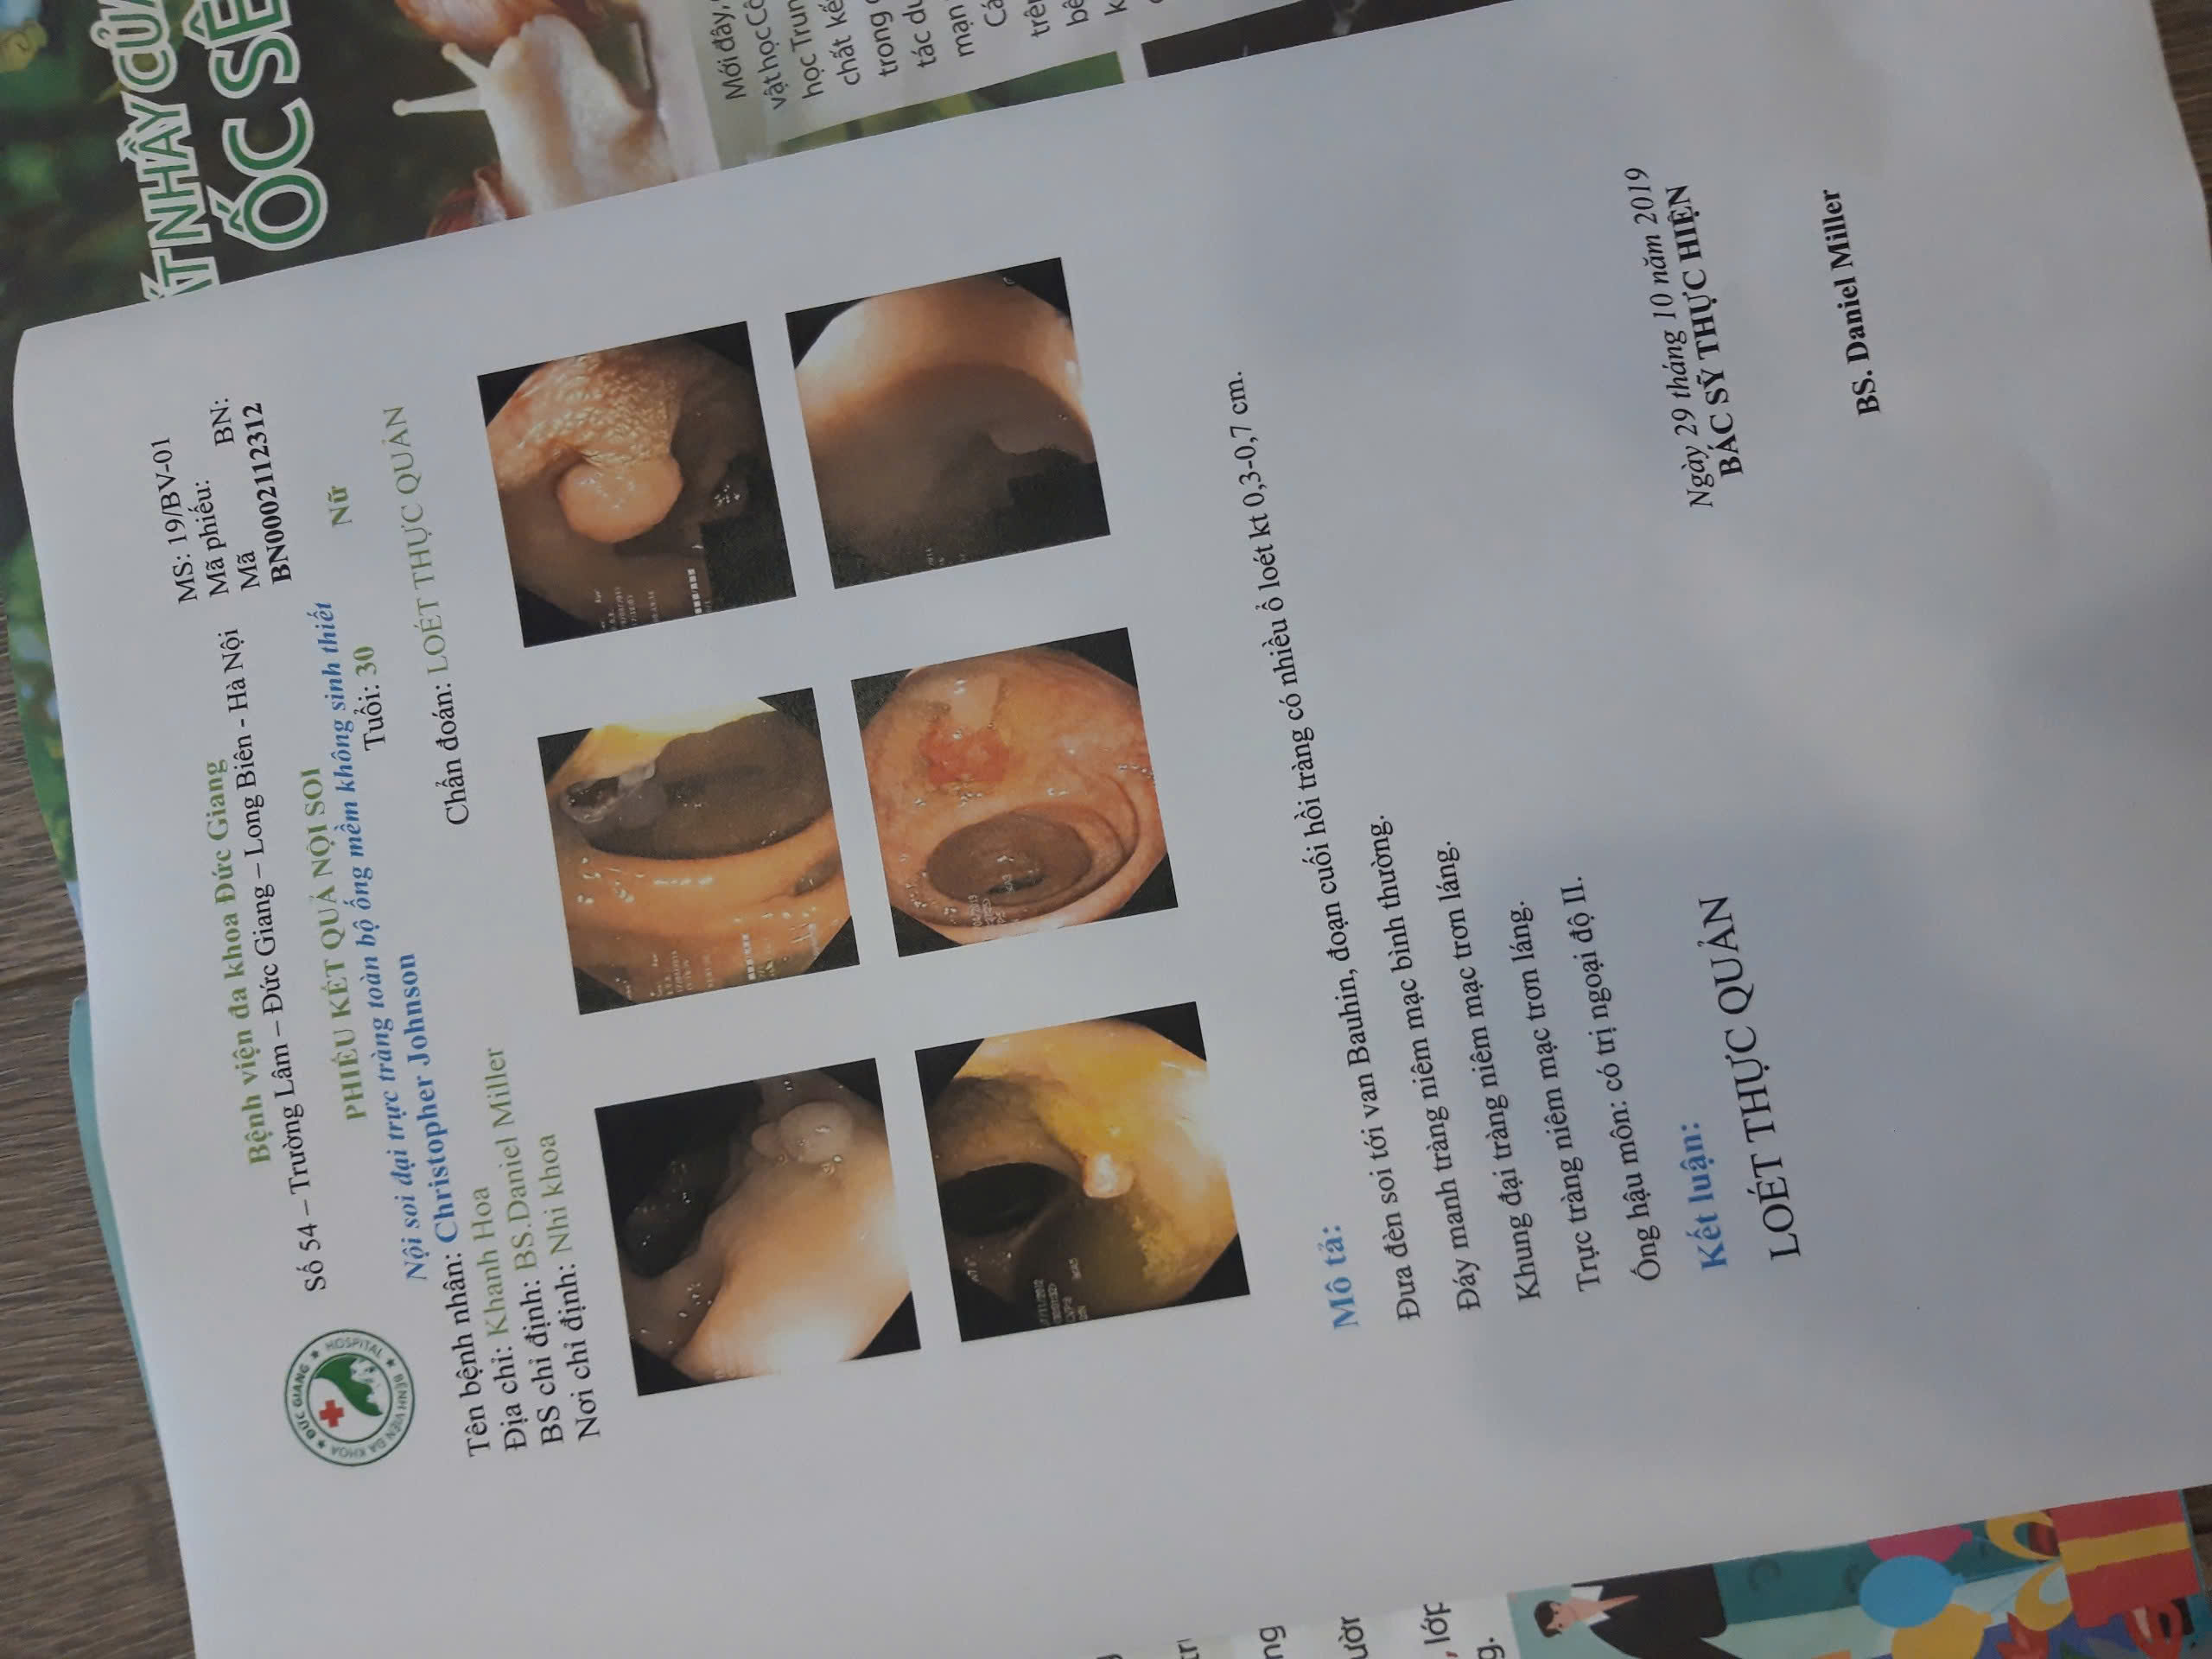 Bệnh viện đa khoa Đức Giang
Số 54 – Trường Lâm – Đức Giang – Long Biên - Hà Nội
MS: 19/BV-01
Mã phiếu:
Mã BN:
BN0002112312
PHIẾU KẾT QUẢ NỘI SOI
Nội soi đại trực tràng toàn bộ ống mềm không sinh thiết
Tên bệnh nhân: Christopher Johnson Tuổi: 30 Nữ
Địa chỉ: Khanh Hoa
BS chỉ định: BS.Daniel Miller
Nơi chỉ định: Nhi khoa Chẩn đoán: LOÉT THỰC QUẢN
ĐỨC GIANG HOSPITAL
BỆNH VIỆN ĐA KHOA
Mô tả:
Đưa đèn soi tới van Bauhin, đoạn cuối hồi tràng có nhiều ổ loét kt 0,3-0,7 cm.
Đáy manh tràng niêm mạc bình thường.
Khung đại tràng niêm mạc trơn láng.
Trực tràng niêm mạc trơn láng.
Ống hậu môn: có trị ngoại độ II.
Kết luận:
LOÉT THỰC QUẢN
Ngày 29 tháng 10 năm 2019
BÁC SỸ THỰC HIỆN
BS. Daniel Miller
NHẦY CỦA
ỐC SÊ
Mới đây,
vật học Cô
học Trun
chất kế
trong
tác dụ
mạn
Cá
trên
bê
ng
ườn
, lớp
g.